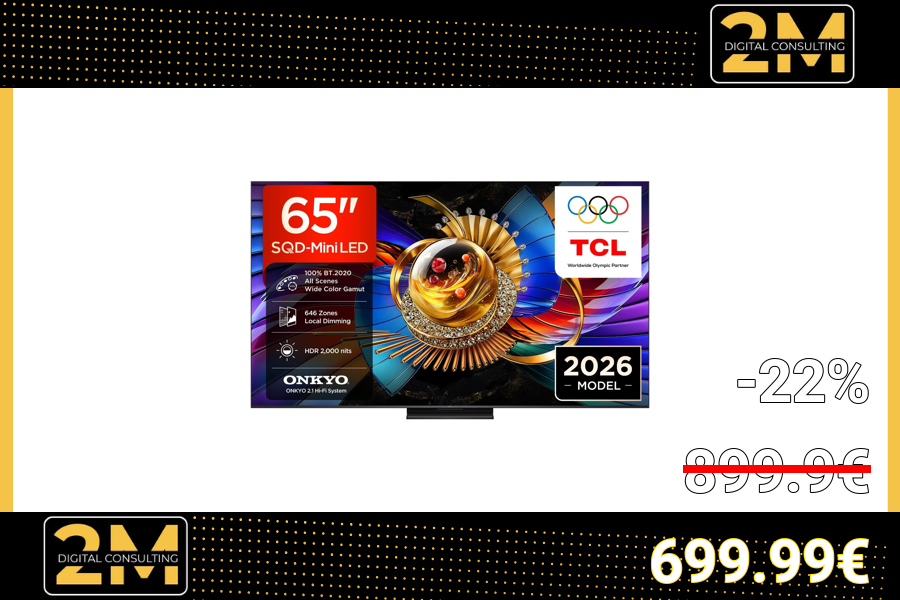 2M
DIGITAL CONSULTING
65"
SQD-Mini LED
100% BT.2020
All Scenes
Wide Color Gamut
646 Zones
Local Dimming
HDR 2,000 nits
ONKYO
ONKYO 2.1 Hi-Fi System
TCL
Worldwide Olympic Partner
2026
– MODEL –
-22%
899.9€
2M
DIGITAL CONSULTING
699.99€